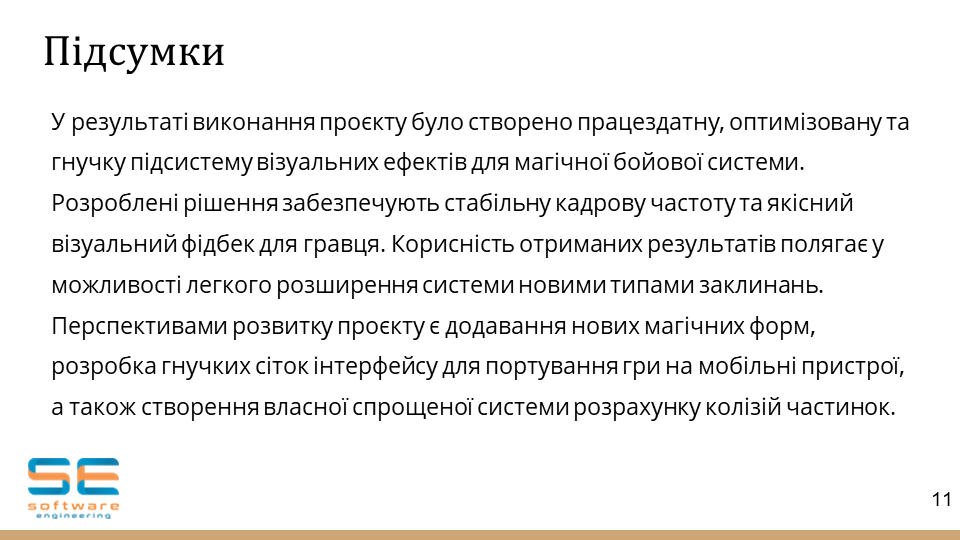 Підсумки
У результаті виконання проєкту було створено працездатну, оптимізовану та
гнучку підсистему візуальних ефектів для магічної бойової системи.
Розроблені рішення забезпечують стабільну кадрову частоту та якісний
візуальний фідбек для гравця. Корисність отриманих результатів полягає у
можливості легкого розширення системи новими типами заклинань.
Перспективами розвитку проєкту є додавання нових магічних форм,
розробка гнучких сіток інтерфейсу для портування гри на мобільні пристрої,
а також створення власної спрощеної системи розрахунку колізій частинок.
SE
software
engineering
11